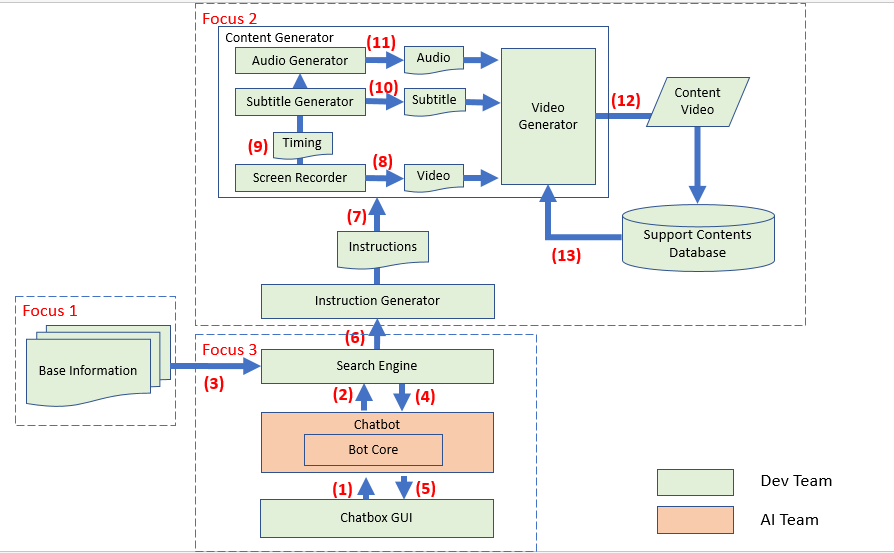 Focus 2
Content Generator
Audio Generator
(11)
Audio
Subtitle Generator
(10)
Subtitle
(9)
Timing
Screen Recorder
(8)
Video
Video
Generator
(12)
Content
Video
Support Contents
Database
(13)
(7)
Instructions
Instruction Generator
(6)
Focus 1
Base Information
(3)
Focus 3
Search Engine
(2)
(4)
Chatbot
Bot Core
(1)
(5)
Chatbox GUI
Dev Team
AI Team